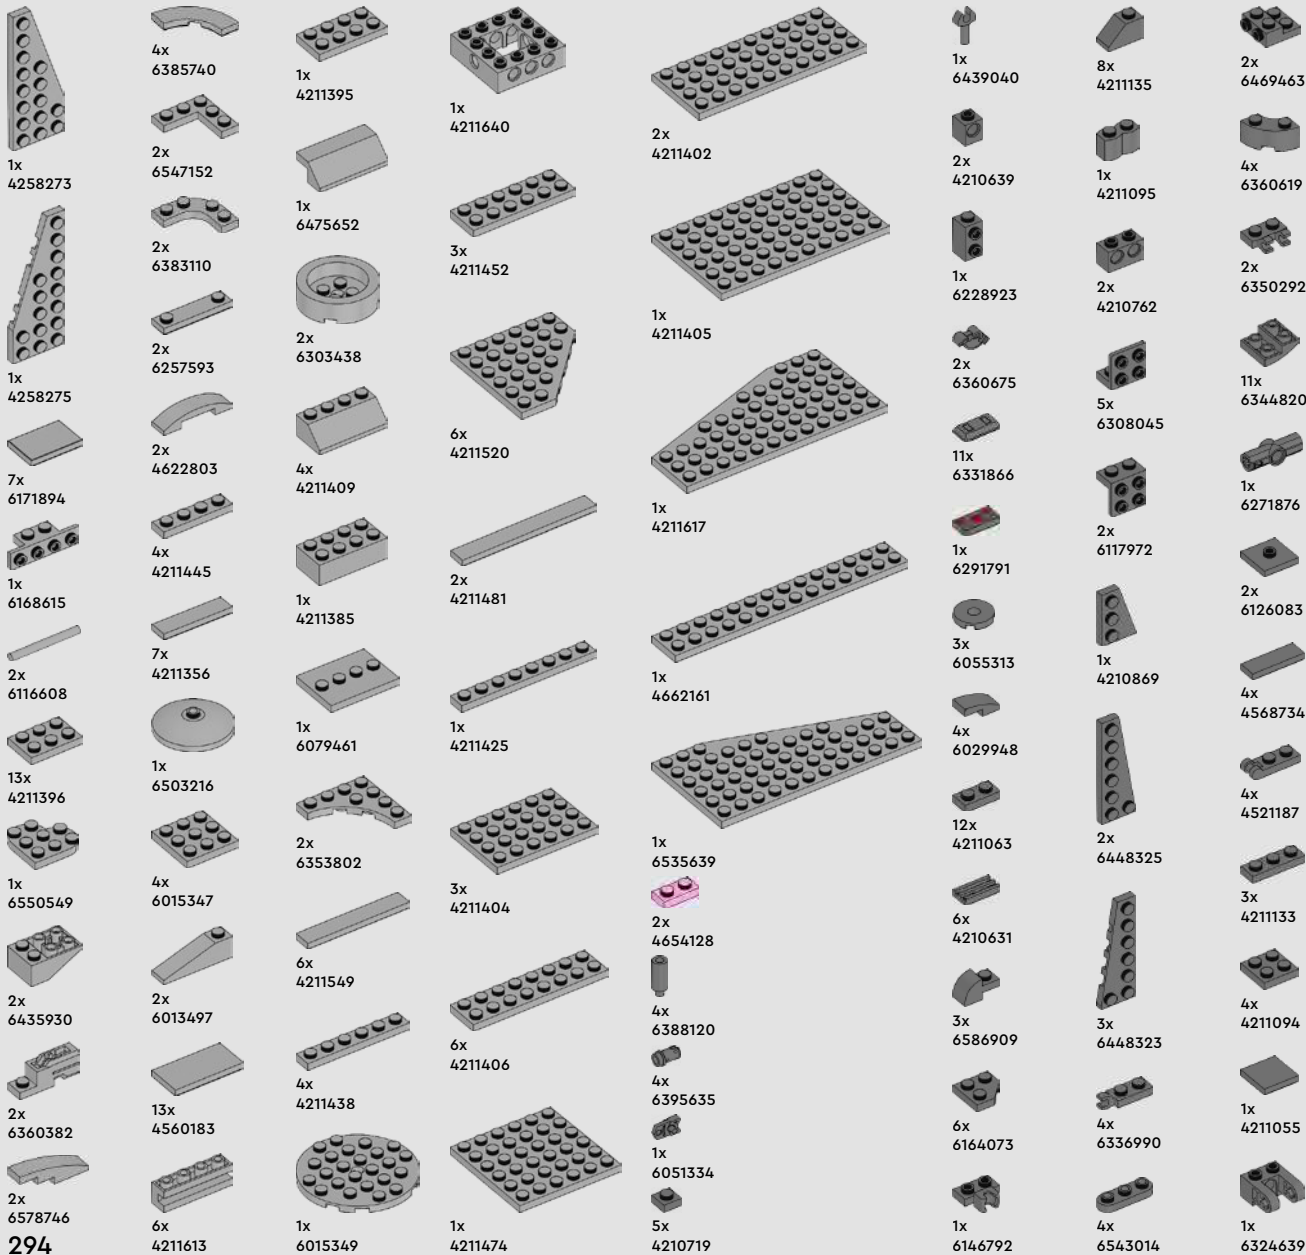 1x
4258273
1x
4258275
7x
6171894
1x
6168615
2x
6116608
13x
4211396
1x
6550549
2x
6435930
2x
6360382
2x
6578746
294
4x
6385740
2x
6547152
2x
6383110
2x
6257593
2x
4622803
4x
4211445
7x
4211356
1x
6503216
4x
6015347
2x
6013497
13x
4560183
6x
4211613
1x
4211395
1x
6475652
2x
6303438
4x
4211409
1x
4211385
1x
6079461
2x
6353802
6x
4211549
4x
4211438
1x
6015349
1x
4211640
3x
4211452
6x
4211520
2x
4211481
1x
4211425
3x
4211404
6x
4211406
1x
4211474
2x
4211402
1x
4211405
1x
4211617
1x
4662161
1x
6535639
2x
4654128
4x
6388120
4x
6395635
1x
6051334
5x
4210719
1x
6439040
2x
4210639
1x
6228923
2x
6360675
11x
6331866
1x
6291791
3x
6055313
4x
6029948
12x
4211063
6x
4210631
3x
6586909
6x
6164073
1x
6146792
8x
4211135
1x
4211095
2x
4210762
5x
6308045
2x
6117972
1x
4210869
2x
6448325
3x
6448323
4x
6336990
4x
6543014
2x
6469463
4x
6360619
2x
6350292
11x
6344820
1x
6271876
2x
6126083
4x
4568734
4x
4521187
3x
4211133
4x
4211094
1x
4211055
1x
6324639